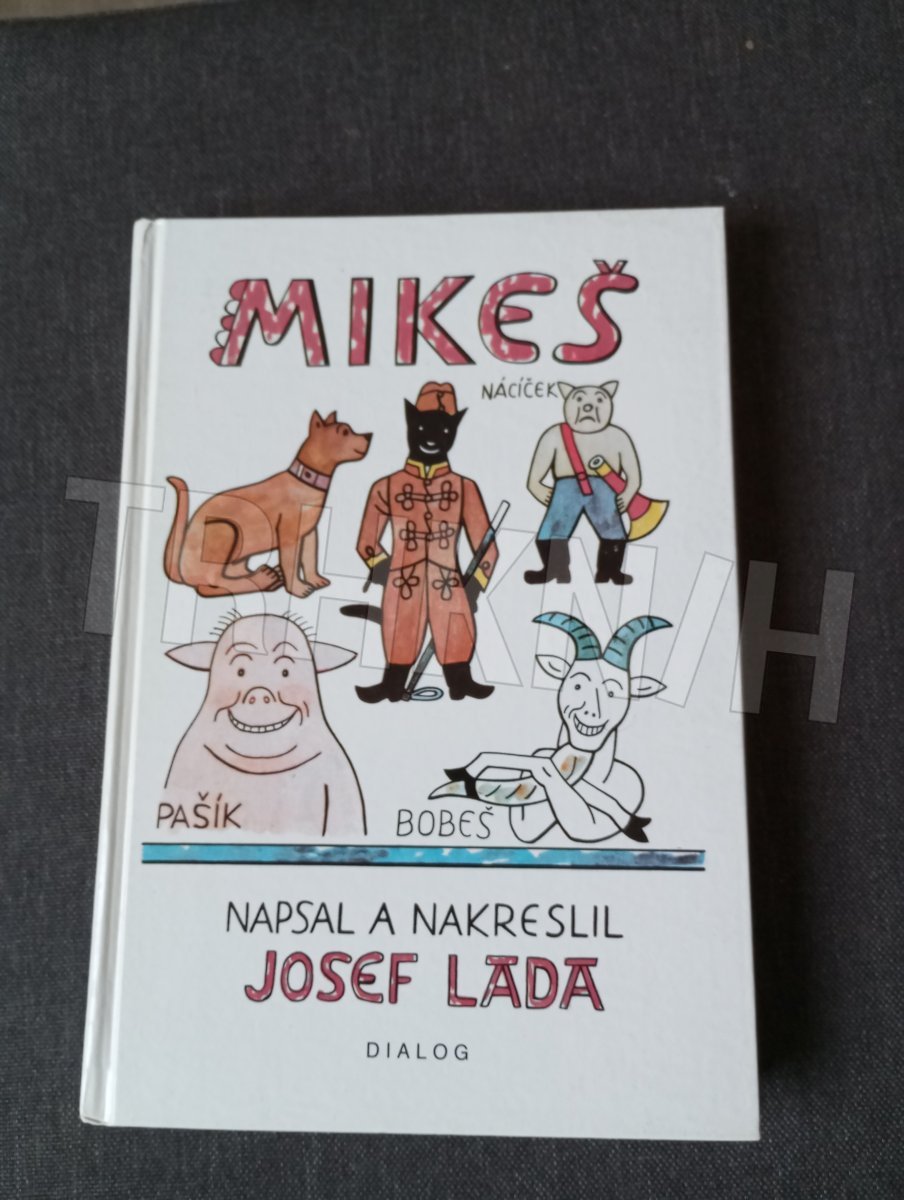 MIKEŠ
NÁCÍČEK
PAŠÍK
BOBEŠ
NAPSAL A NAKRESLIL
JOSEF LADA
DIALOG